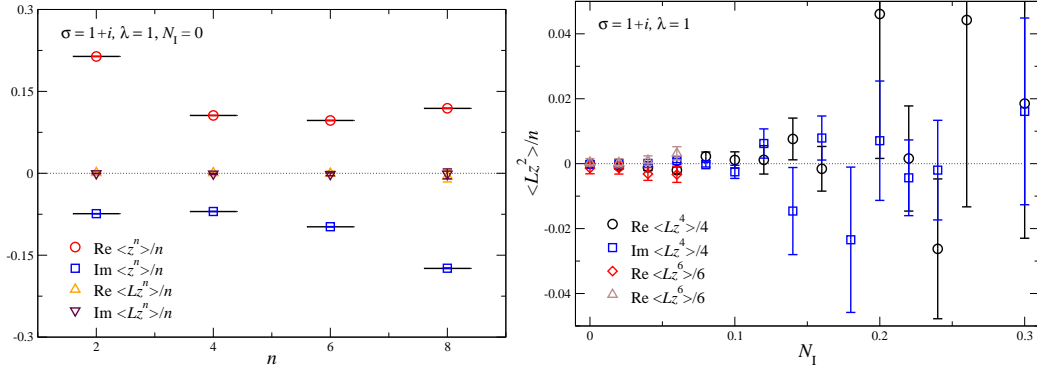 σ = 1+i, λ = 1, N_I = 0
0.3
0.15
0
-0.15
-0.3
Re <z^n>/n
Im <z^n>/n
Re <Lz^n>/n
Im <Lz^n>/n
2
4
6
8
n
σ = 1+i, λ = 1
<Lz^2>/n
0.04
0.02
0
-0.02
-0.04
Re <Lz^4>/4
Im <Lz^4>/4
Re <Lz^6>/6
Re <Lz^6>/6
0
0.1
0.2
0.3
N_I